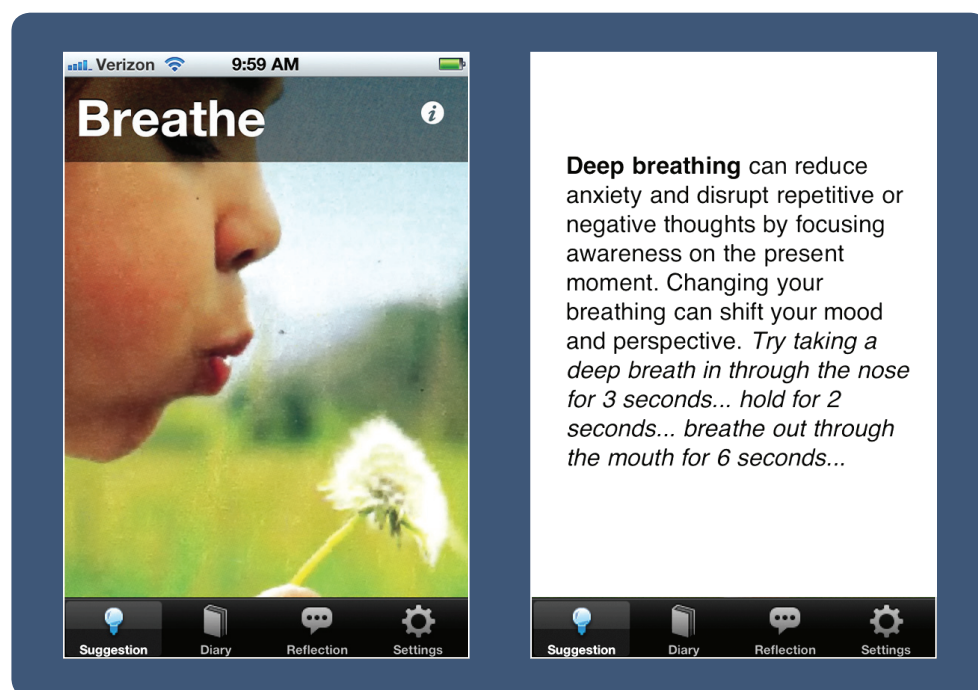 Verizon 9:59 AM
Breathe
i
Suggestion Diary Reflection Settings
Deep breathing can reduce
anxiety and disrupt repetitive or
negative thoughts by focusing
awareness on the present
moment. Changing your
breathing can shift your mood
and perspective. Try taking a
deep breath in through the nose
for 3 seconds... hold for 2
seconds... breathe out through
the mouth for 6 seconds...
Suggestion Diary Reflection Settings